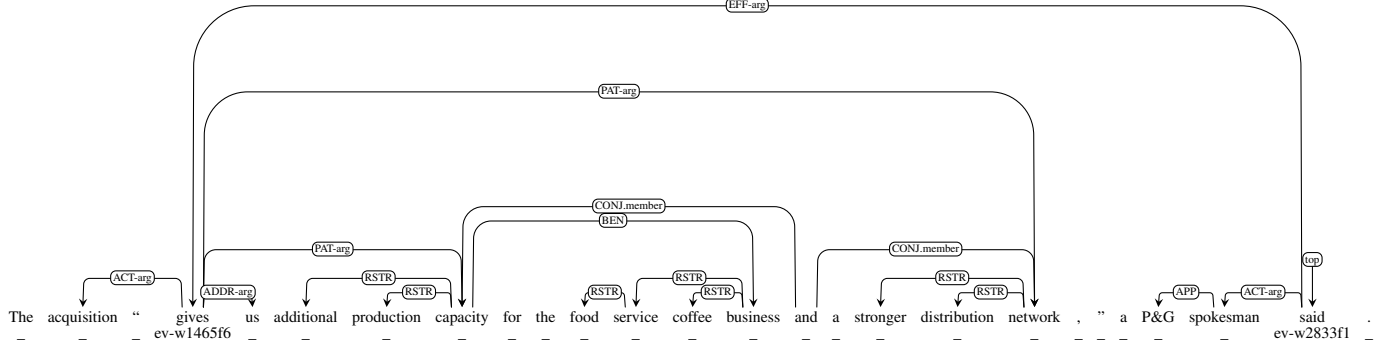 EFF-arg
PAT-arg
CONJ.member
BEN
PAT-arg CONJ.member
top
ACT-arg RSTR RSTR RSTR
ADDR-arg RSTR RSTR RSTR RSTR APP ACT-arg
The acquisition “ gives us additional production capacity for the food service coffee business and a stronger distribution network , ” a P&G spokesman said .
_ _ _ ev-w1465f6 _ _ _ _ _ _ _ _ _ _ _ _ _ _ _ _ _ _ _ _ ev-w2833f1 _